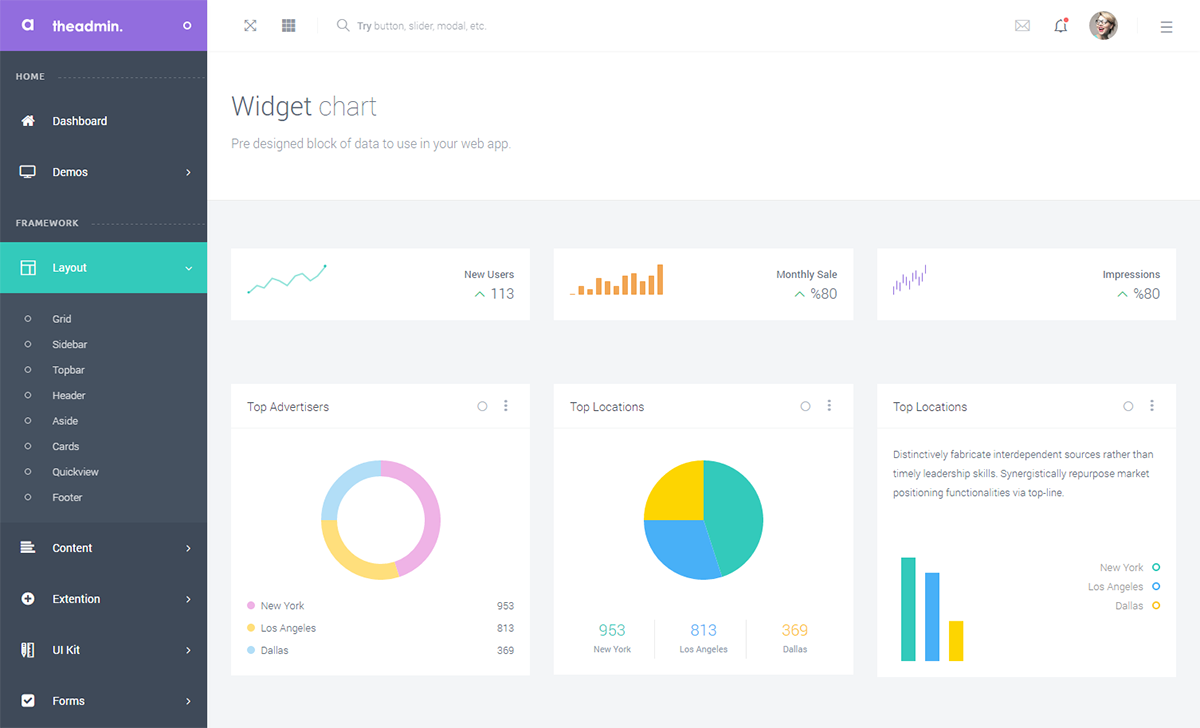 a theadmin.
HOME
Dashboard
Demos
FRAMEWORK
Layout
Grid
Sidebar
Topbar
Header
Aside
Cards
Quickview
Footer
Content
Extention
UI Kit
Forms
Try button, slider, modal, etc.
Widget chart
Pre designed block of data to use in your web app.
New Users
113
Monthly Sale
%80
Impressions
%80
Top Advertisers
New York 953
Los Angeles 813
Dallas 369
Top Locations
953 813 369
New York Los Angeles Dallas
Top Locations
Distinctively fabricate interdependent sources rather than
timely leadership skills. Synergistically repurpose market
positioning functionalities via top-line.
New York
Los Angeles
Dallas